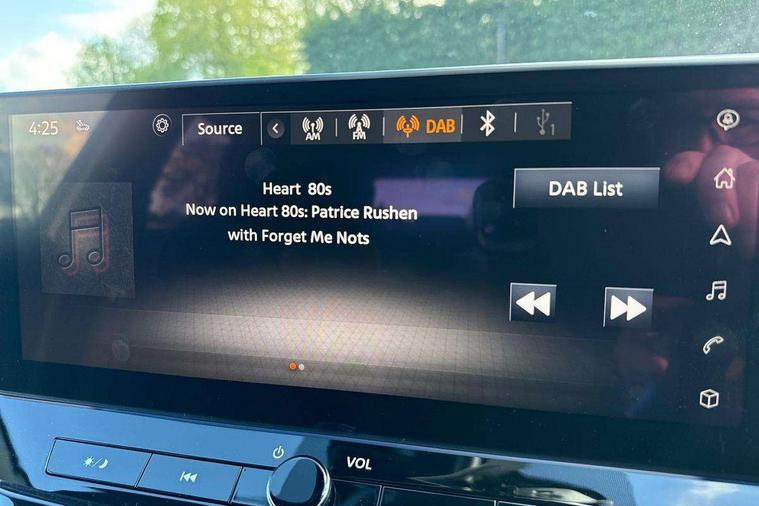 4:25
Source
AM
FM
DAB
1
Heart 80s
Now on Heart 80s: Patrice Rushen
with Forget Me Nots
DAB List
VOL